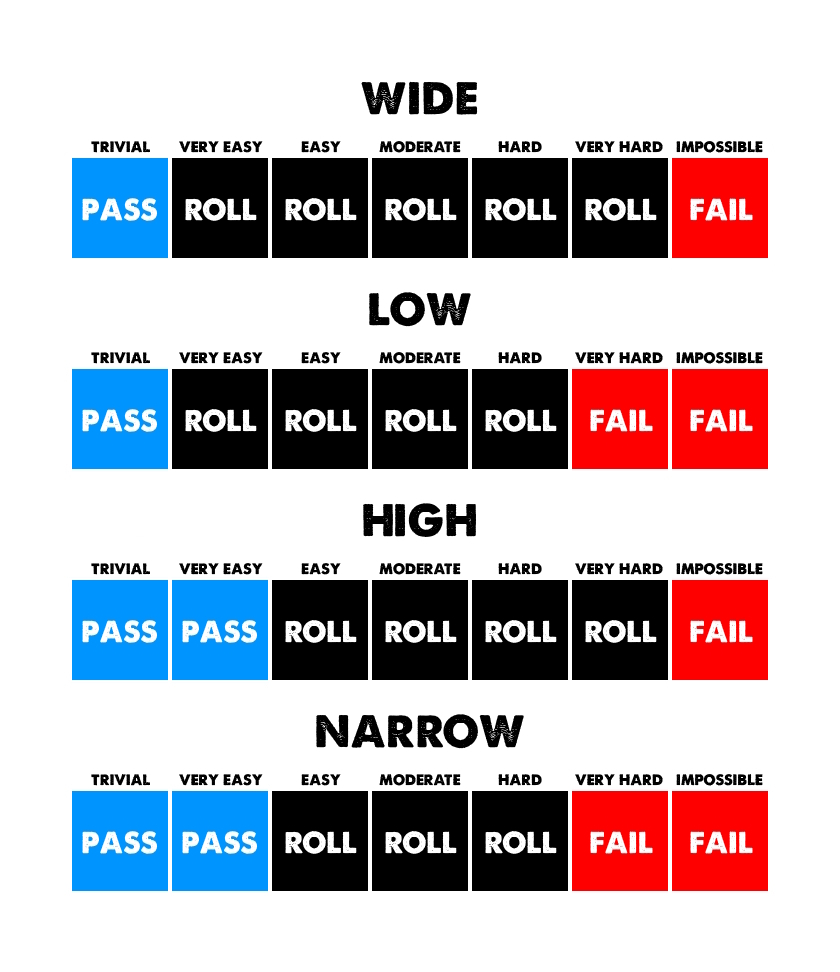 WIDE
TRIVIAL VERY EASY EASY MODERATE HARD VERY HARD IMPOSSIBLE
PASS ROLL ROLL ROLL ROLL ROLL FAIL
LOW
TRIVIAL VERY EASY EASY MODERATE HARD VERY HARD IMPOSSIBLE
PASS ROLL ROLL ROLL ROLL FAIL FAIL
HIGH
TRIVIAL VERY EASY EASY MODERATE HARD VERY HARD IMPOSSIBLE
PASS PASS ROLL ROLL ROLL ROLL FAIL
NARROW
TRIVIAL VERY EASY EASY MODERATE HARD VERY HARD IMPOSSIBLE
PASS PASS ROLL ROLL ROLL FAIL FAIL